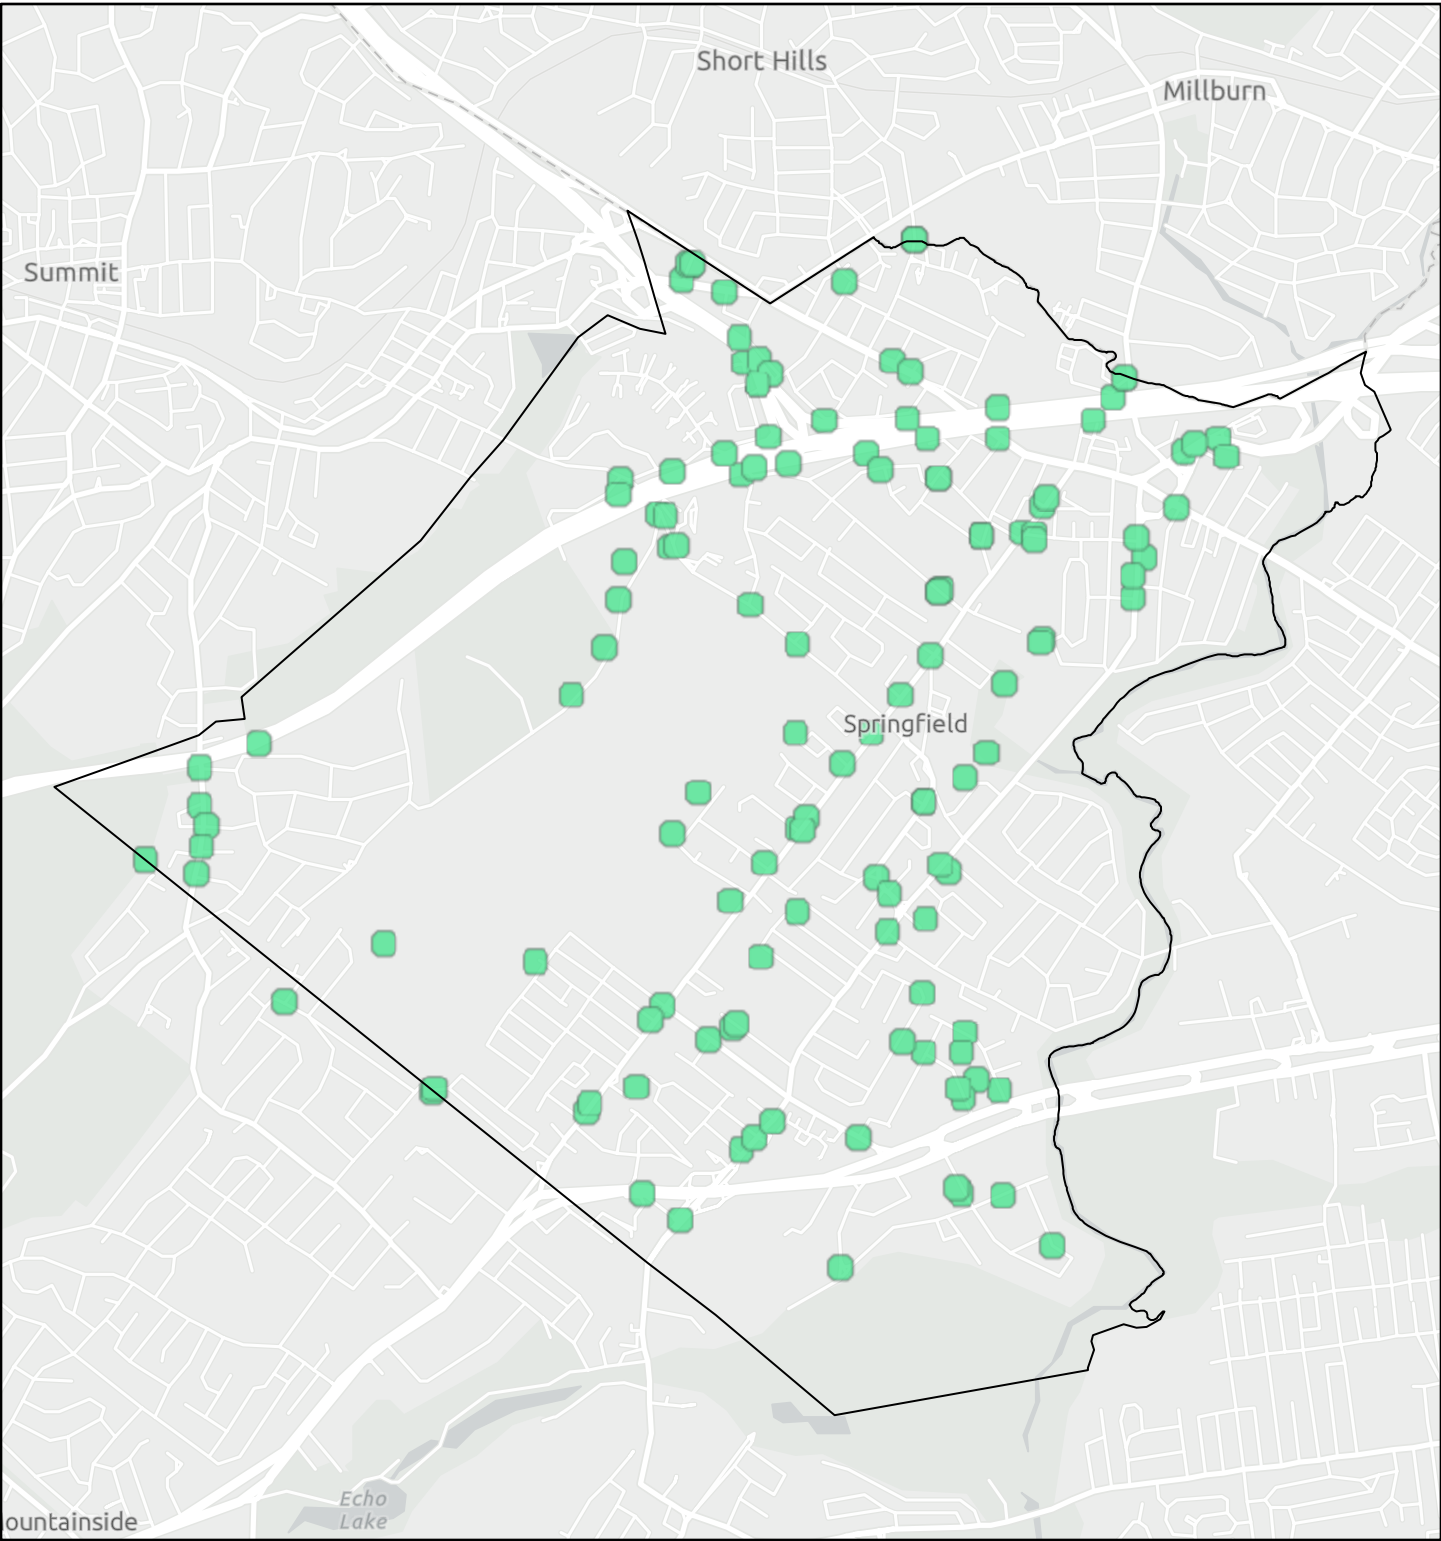 Short Hills
Millburn
Summit
Springfield
Echo
Lake
ountainside